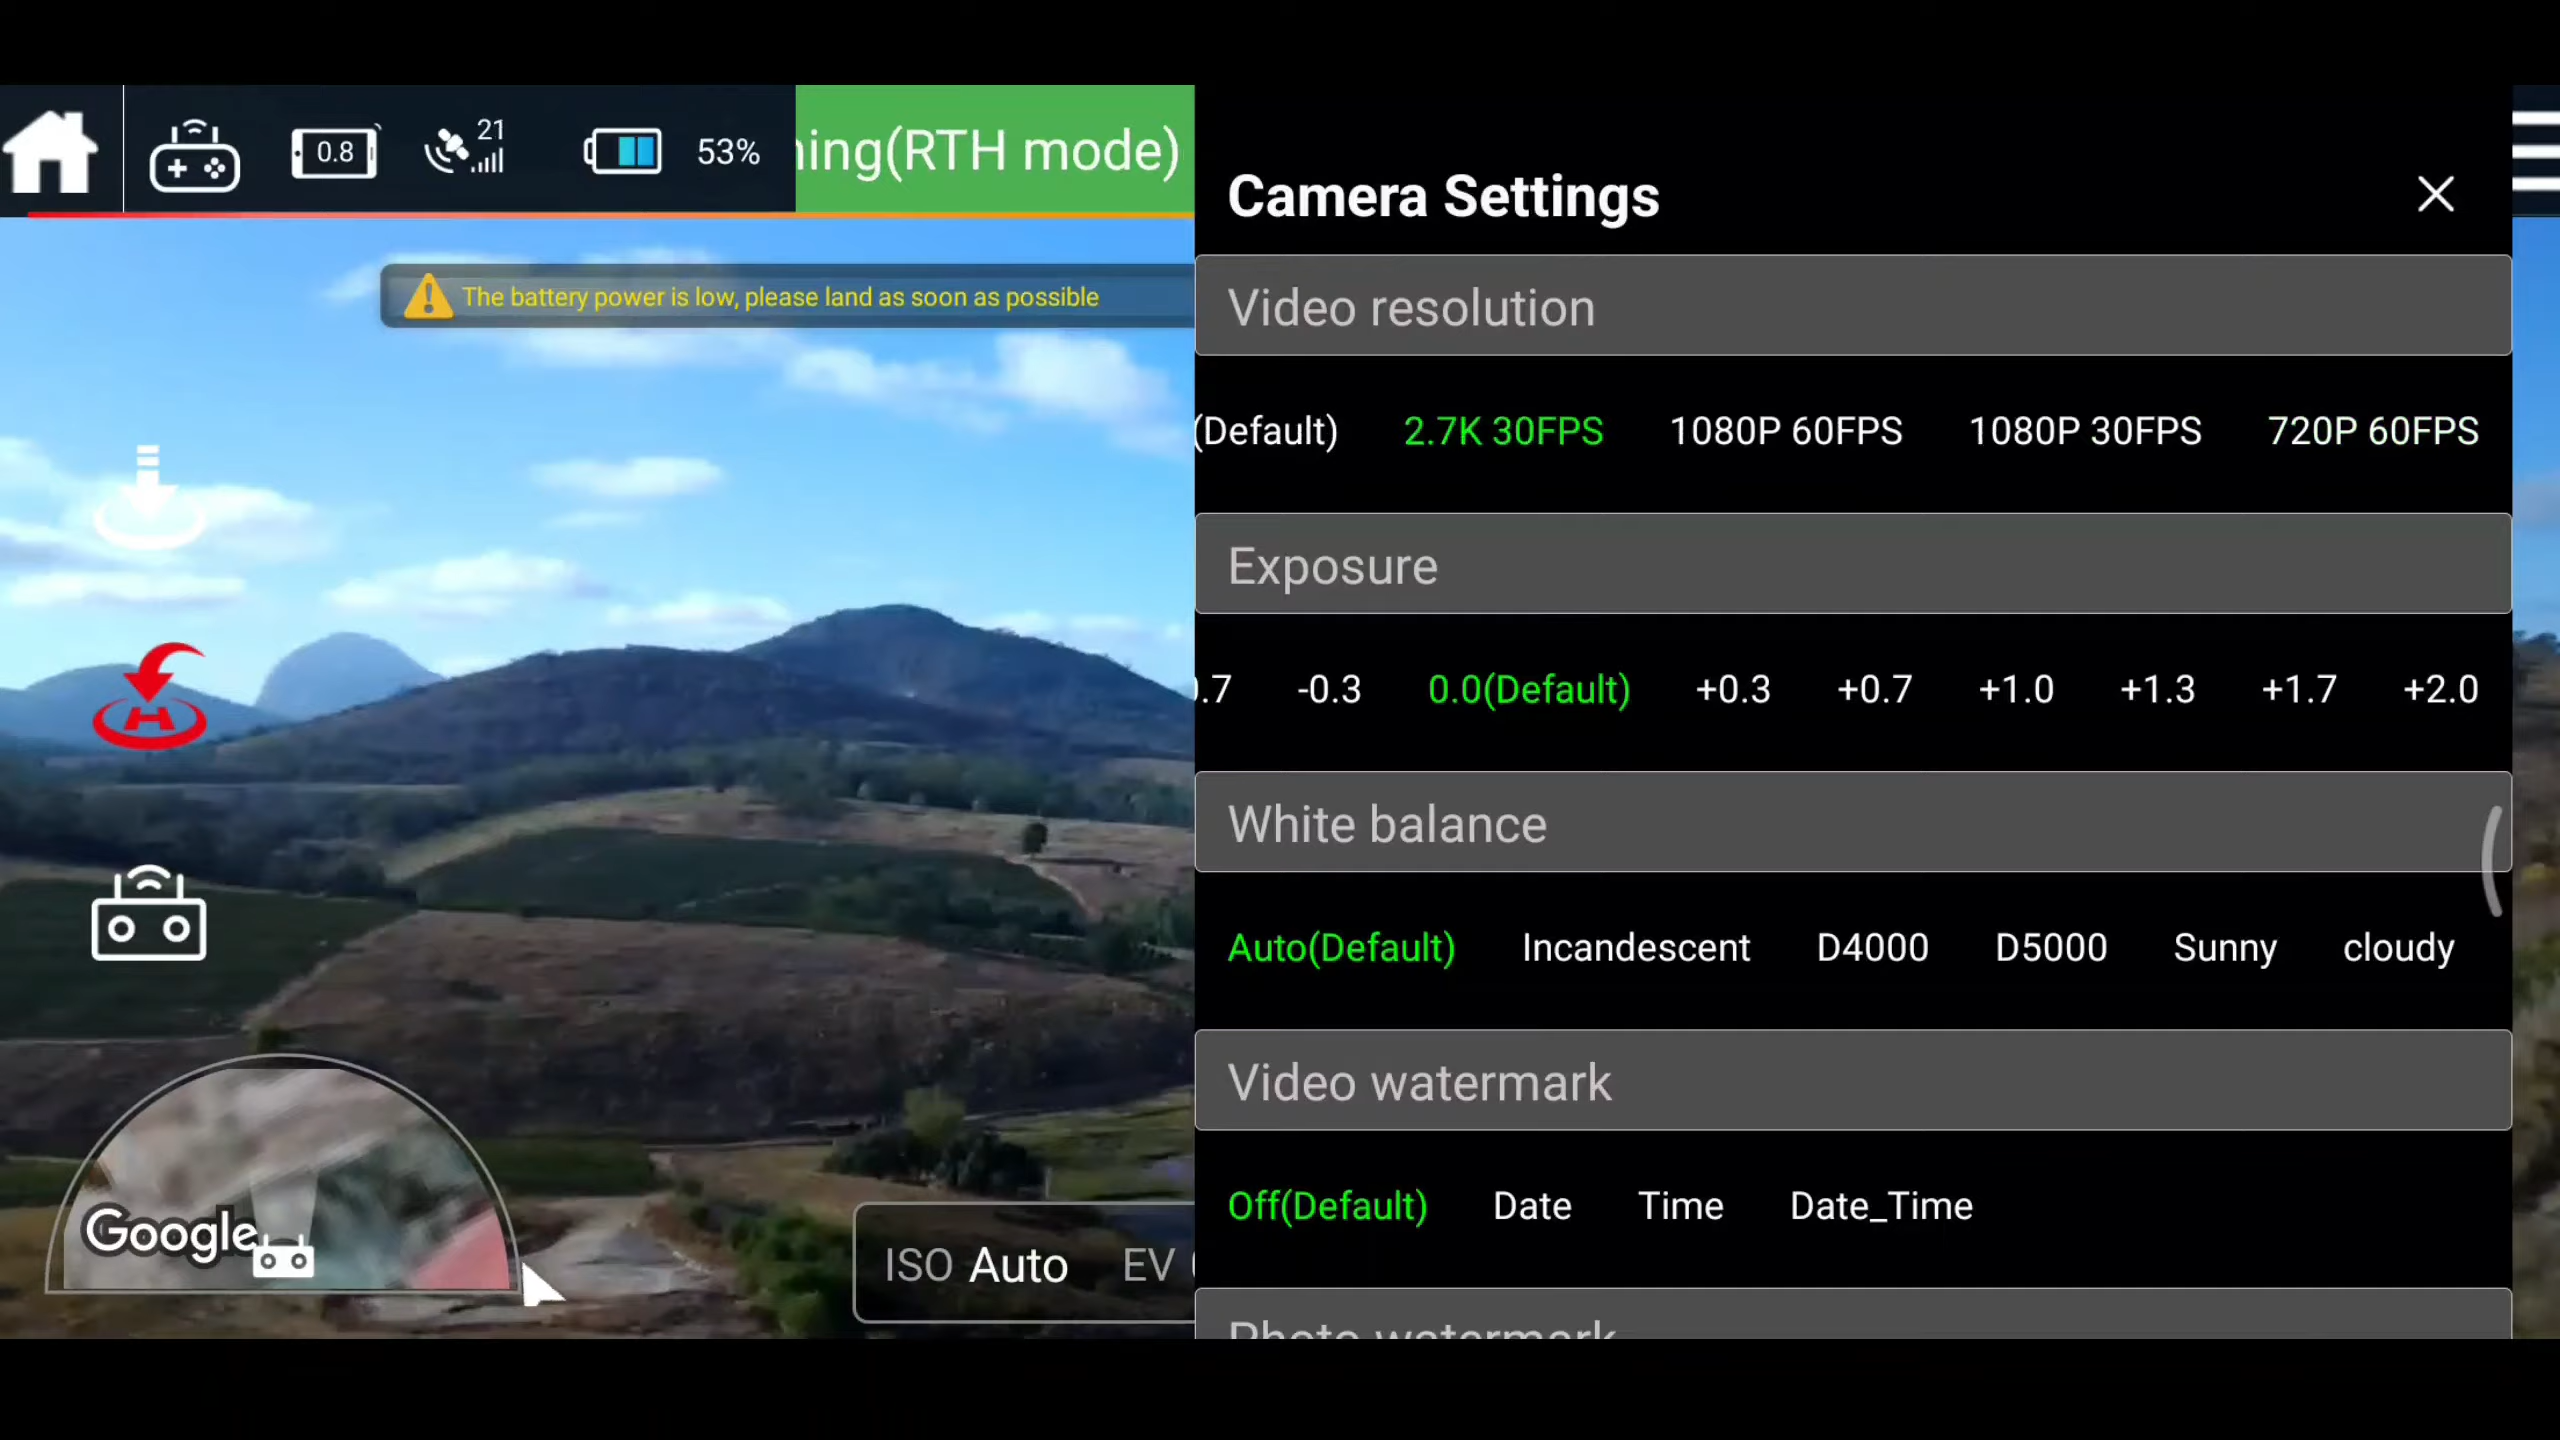 0.8
21
53%
ning(RTH mode)
The battery power is low, please land as soon as possible
Google
ISO Auto EV
Camera Settings
Video resolution
(Default) 2.7K 30FPS 1080P 60FPS 1080P 30FPS 720P 60FPS
Exposure
.7 -0.3 0.0(Default) +0.3 +0.7 +1.0 +1.3 +1.7 +2.0
White balance
Auto(Default) Incandescent D4000 D5000 Sunny cloudy
Video watermark
Off(Default) Date Time Date_Time
Photo watermark